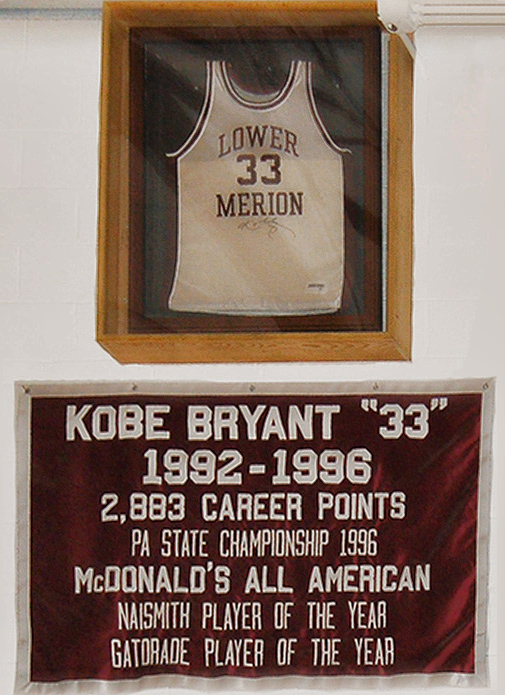 LOWER
33
MERION
KOBE BRYANT "33"
1992-1996
2,883 CAREER POINTS
PA STATE CHAMPIONSHIP 1996
McDONALD'S ALL AMERICAN
NAISMITH PLAYER OF THE YEAR
GATORADE PLAYER OF THE YEAR